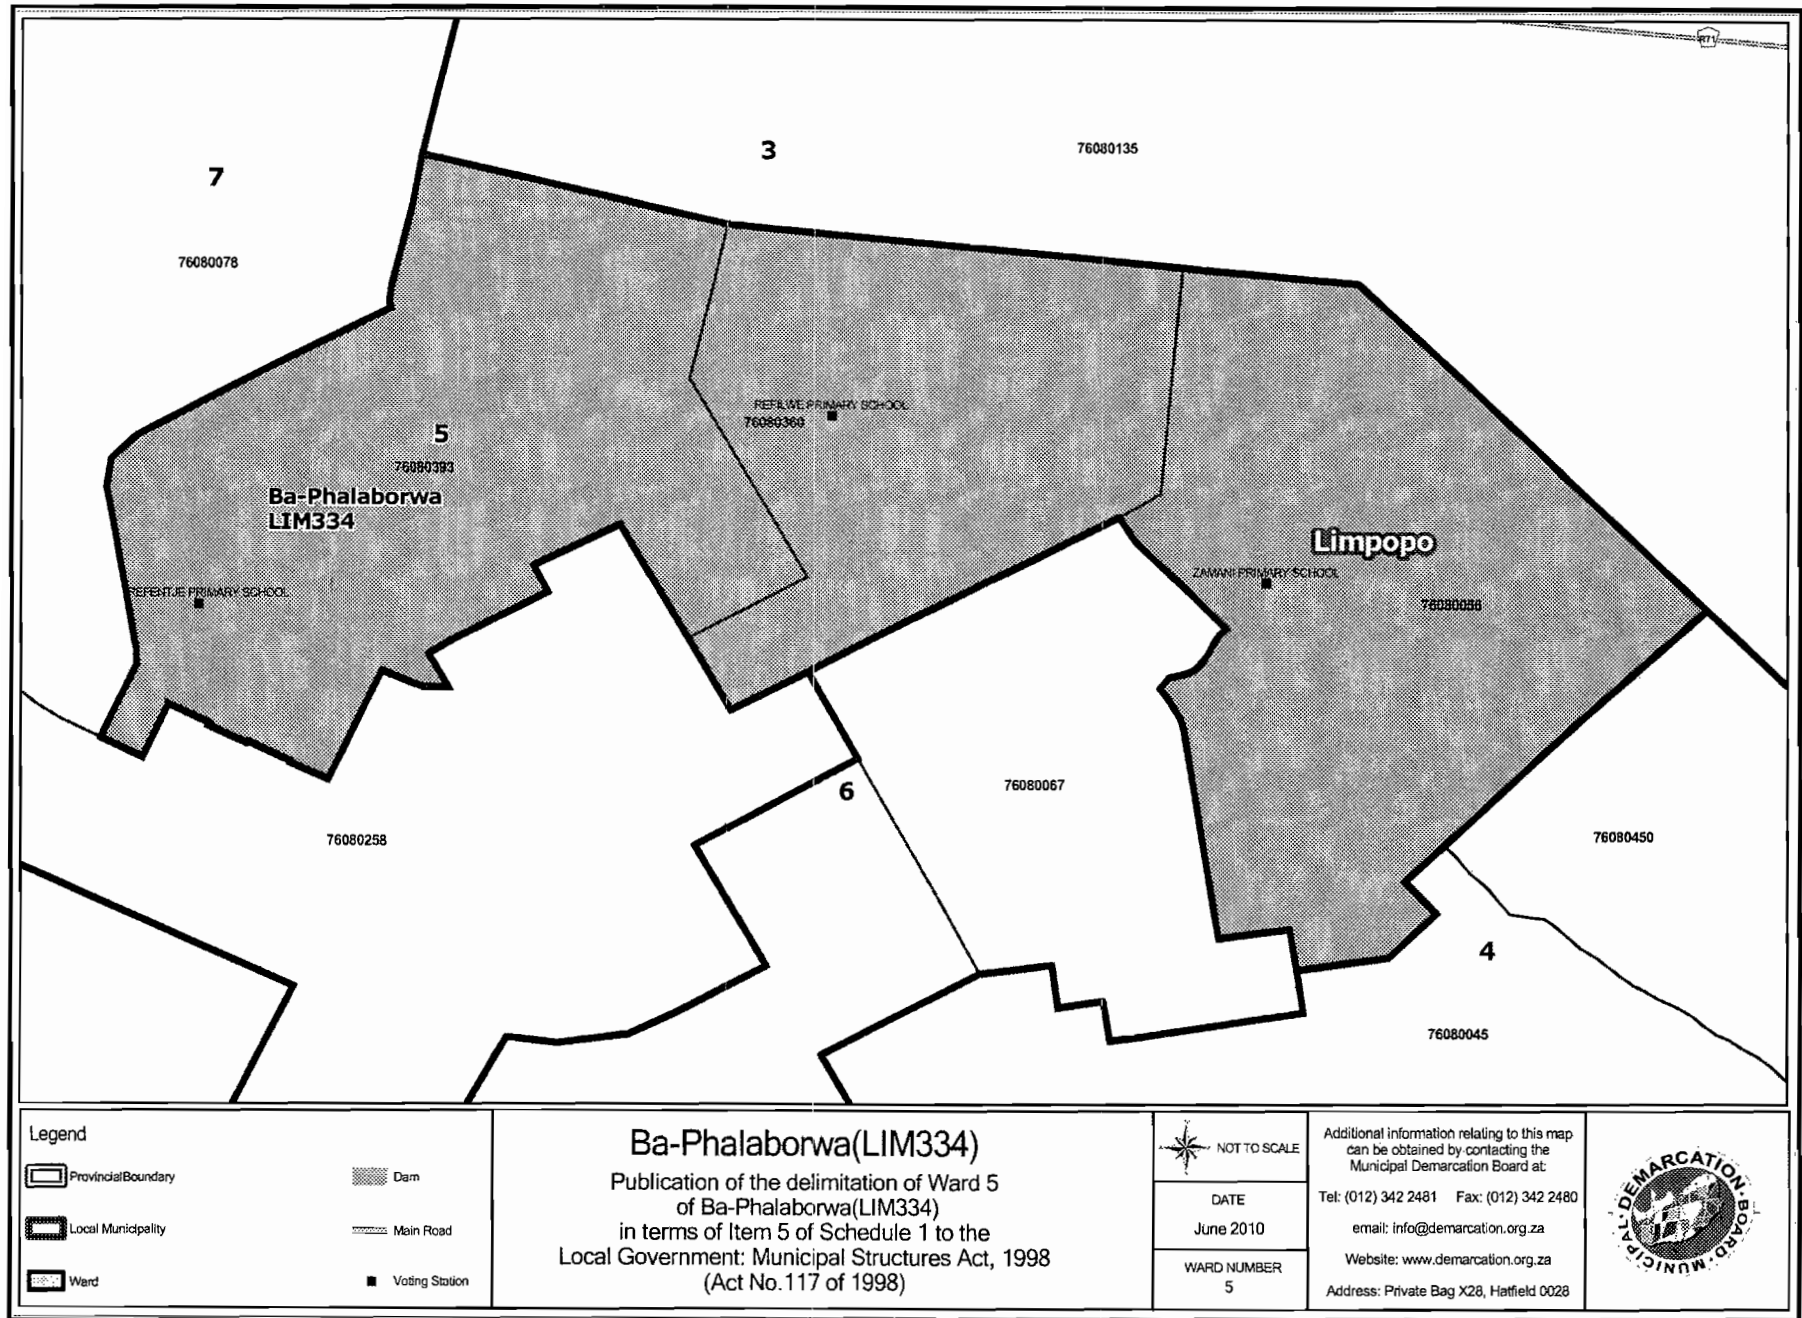 R71
3
76080135
7
76080078
REFILWE PRIMARY SCHOOL
76080360
5
76080393
Ba-Phalaborwa
LIM334
Limpopo
ZAMANI PRIMARY SCHOOL
76080056
REFENTJE PRIMARY SCHOOL
6
76080067
76080258
76080450
4
76080045
Legend
ProvincialBoundary
Dam
Local Municipality
Main Road
Ward
Voting Station
Ba-Phalaborwa(LIM334)
Publication of the delimitation of Ward 5
of Ba-Phalaborwa(LIM334)
in terms of Item 5 of Schedule 1 to the
Local Government: Municipal Structures Act, 1998
(Act No.117 of 1998)
NOT TO SCALE
DATE
June 2010
WARD NUMBER
5
Additional information relating to this map
can be obtained by contacting the
Municipal Demarcation Board at:
Tel: (012) 342 2481 Fax: (012) 342 2480
email: info@demarcation.org.za
Website: www.demarcation.org.za
Address: Private Bag X28, Hatfield 0028
MUNICIPAL · DEMARCATION · BOARD